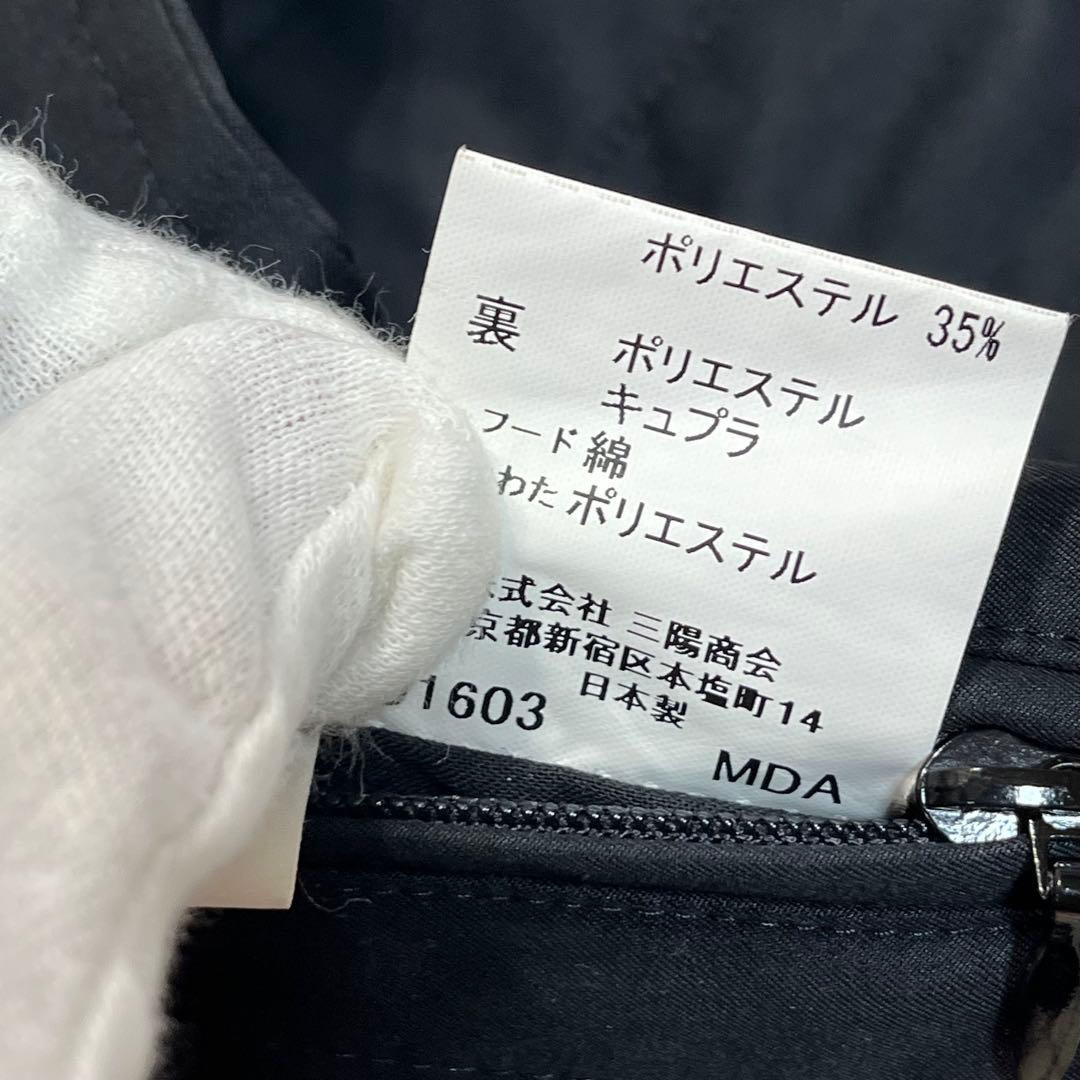 ポリエステル 35%
裏 ポリエステル
キュプラ
フード 綿
わた ポリエステル
式会社 三陽商会
京都新宿区本塩町14
日本製
1603
MDA